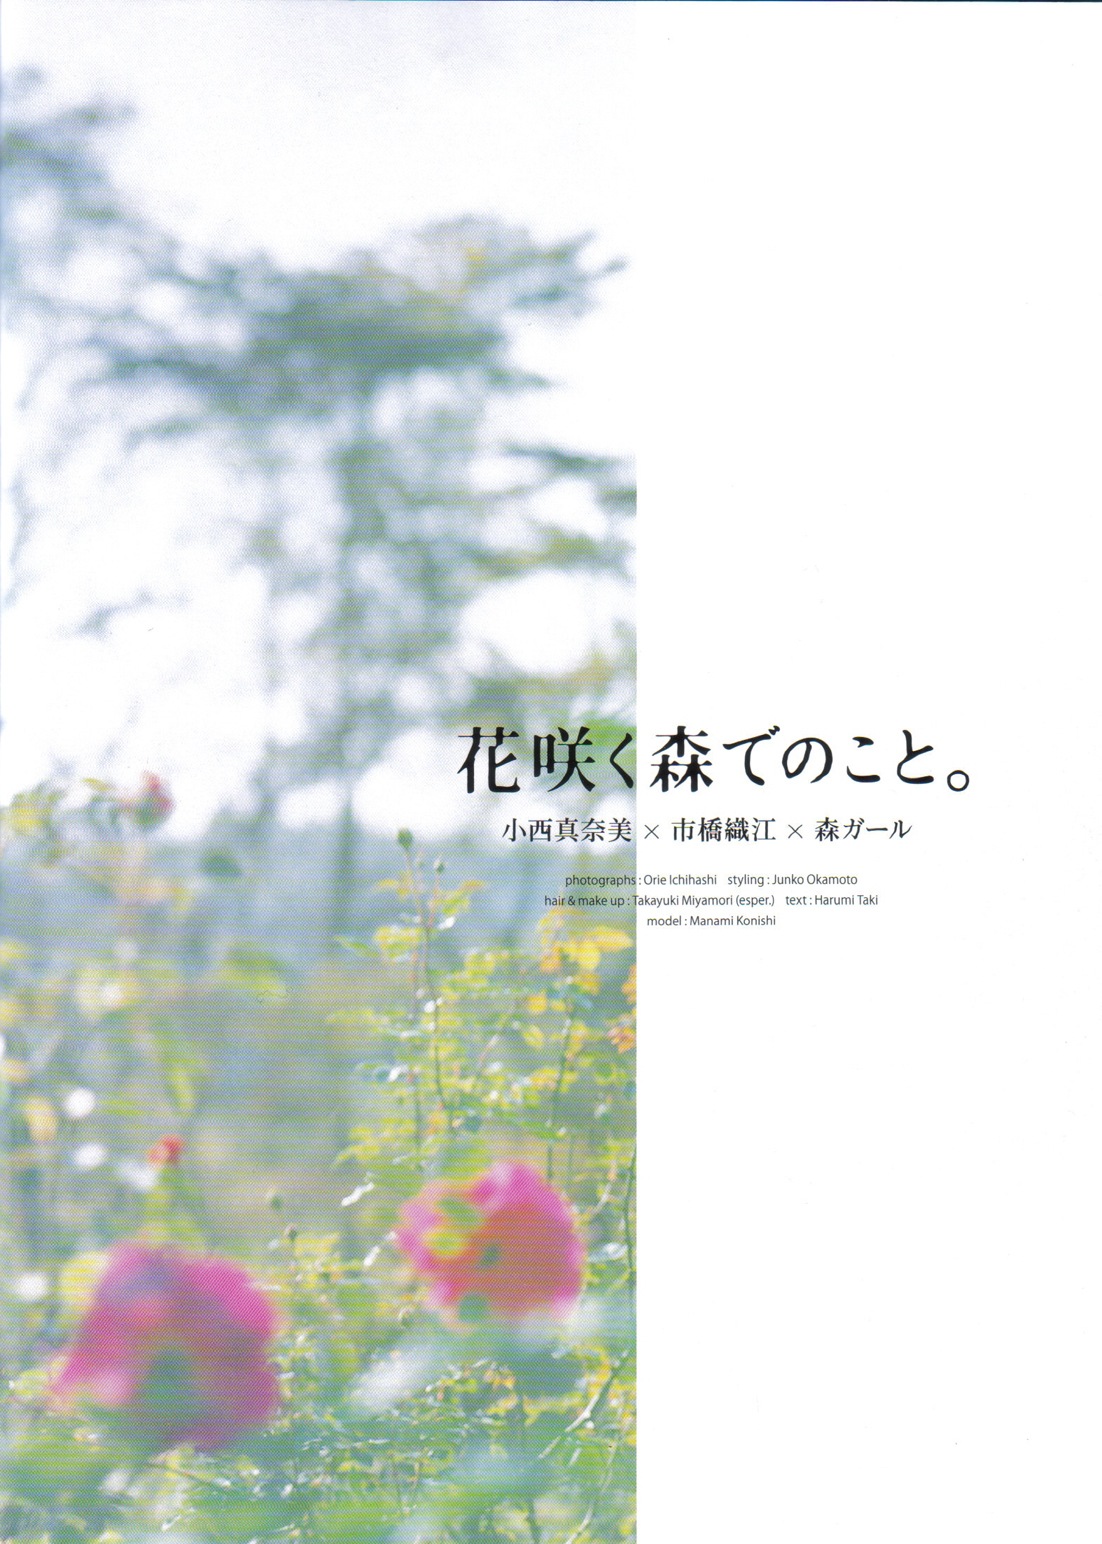 花咲く森でのこと。
小西真奈美 × 市橋織江 × 森ガール
photographs : Orie Ichihashi styling : Junko Okamoto
hair & make up : Takayuki Miyamori (esper.) text : Harumi Taki
model : Manami Konishi